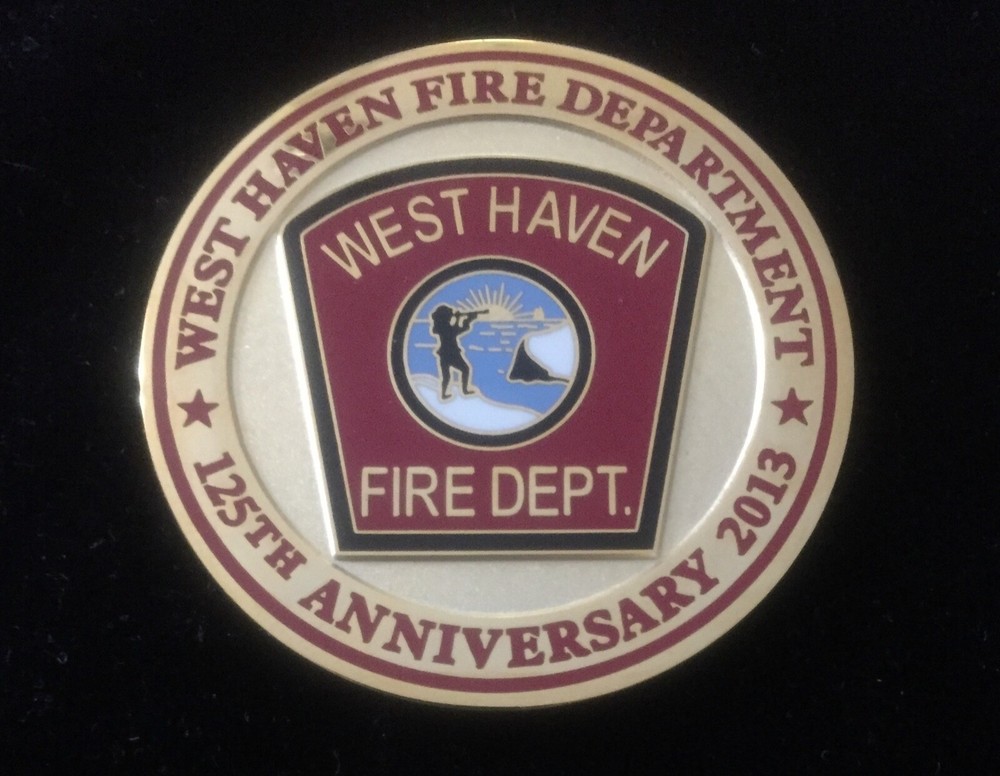 WEST HAVEN FIRE DEPARTMENT
WEST HAVEN
FIRE DEPT.
125TH ANNIVERSARY 2013